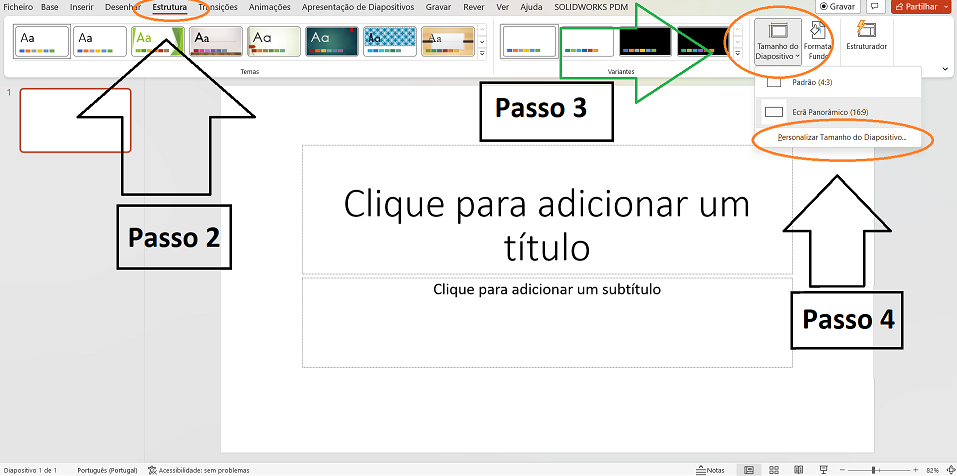 Ficheiro Base Inserir Desenhar Estrutura Transições Animações Apresentação de Diapositivos Gravar Rever Ver Ajuda SOLIDWORKS PDM Gravar Partilhar
Aa Aa Aa Aa Aa Aa Aa Aa
Tamanho do Diapositivo
Formatar Fundo
Estruturador
Temas
Variantes
Padrão (4:3)
Ecrã Panorâmico (16:9)
Personalizar Tamanho do Diapositivo...
1
Passo 3
Passo 2
Clique para adicionar um
título
Clique para adicionar um subtítulo
Passo 4
Diapositivo 1 de 1 Português (Portugal) Acessibilidade: sem problemas Notas 82%